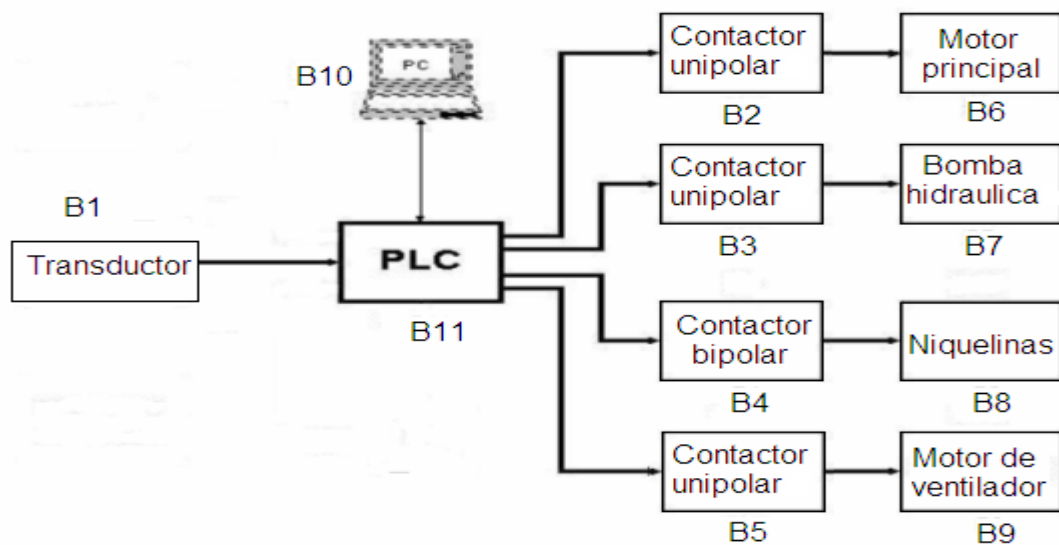 Contactor
unipolar
Motor
principal
PC
B10
B2
B6
Contactor
unipolar
Bomba
hidraulica
B1
B3
B7
Transductor
PLC
B11
Contactor
bipolar
Niquelinas
B4
B8
Contactor
unipolar
Motor de
ventilador
B5
B9